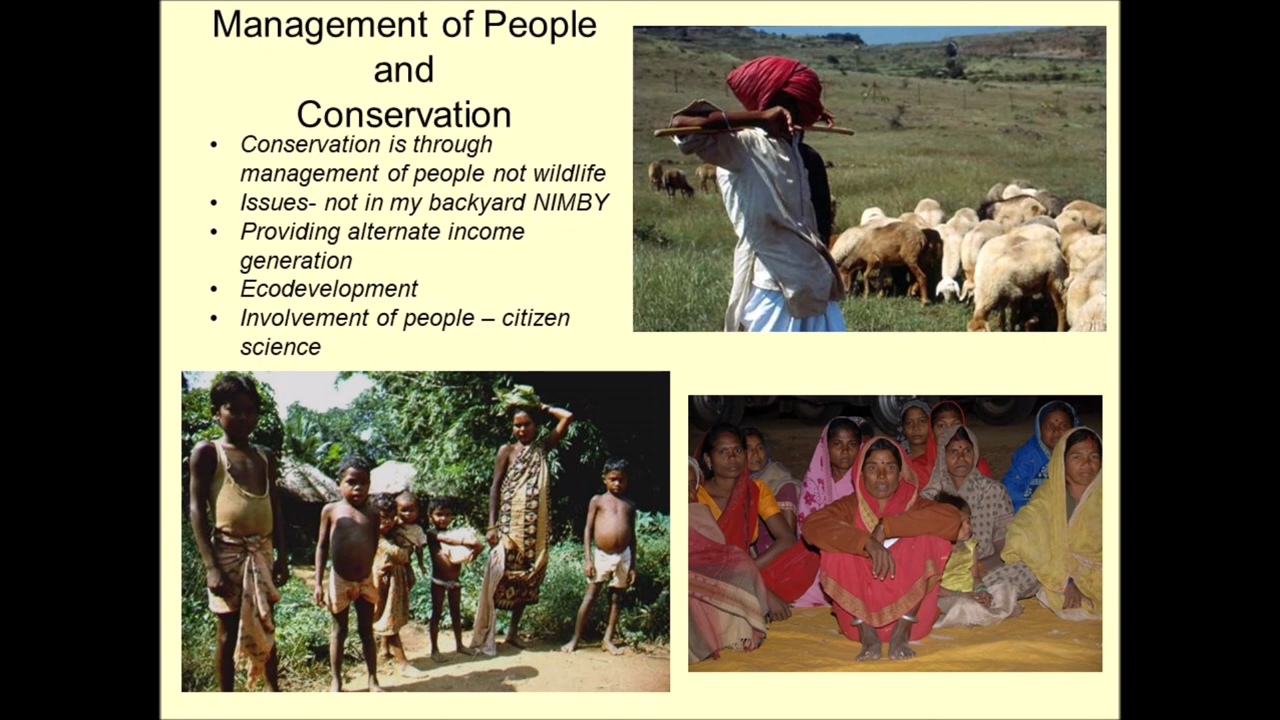 Management of People
and
Conservation
• Conservation is through
management of people not wildlife
• Issues- not in my backyard NIMBY
• Providing alternate income
generation
• Ecodevelopment
• Involvement of people – citizen
science